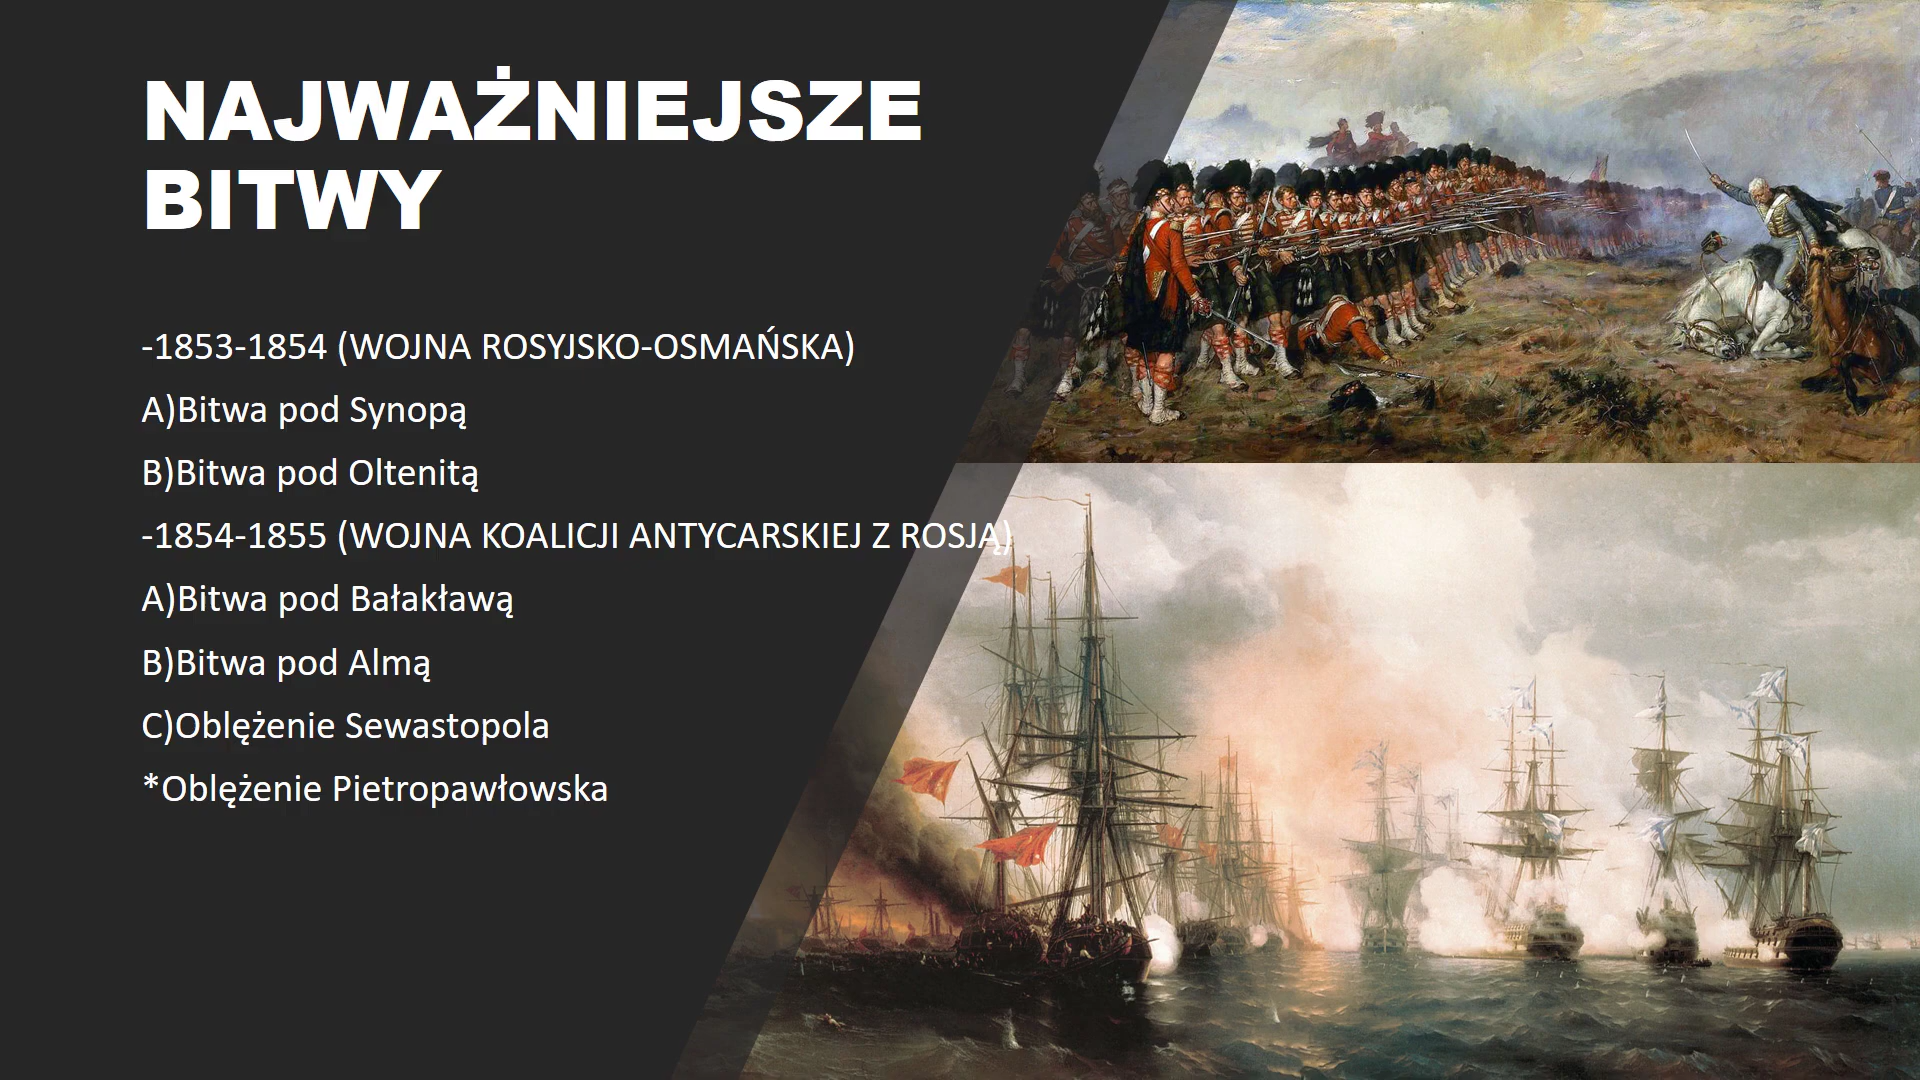 NAJWAŻNIEJSZE
BITWY
-1853-1854 (WOJNA ROSYJSKO-OSMAŃSKA)
A)Bitwa pod Synopą
B)Bitwa pod Oltenitą
-1854-1855 (WOJNA KOALICJI ANTYCARSKIEJ Z ROSJĄ)
A)Bitwa pod Bałakławą
B)Bitwa pod Almą
C)Oblężenie Sewastopola
*Oblężenie Pietropawłowska